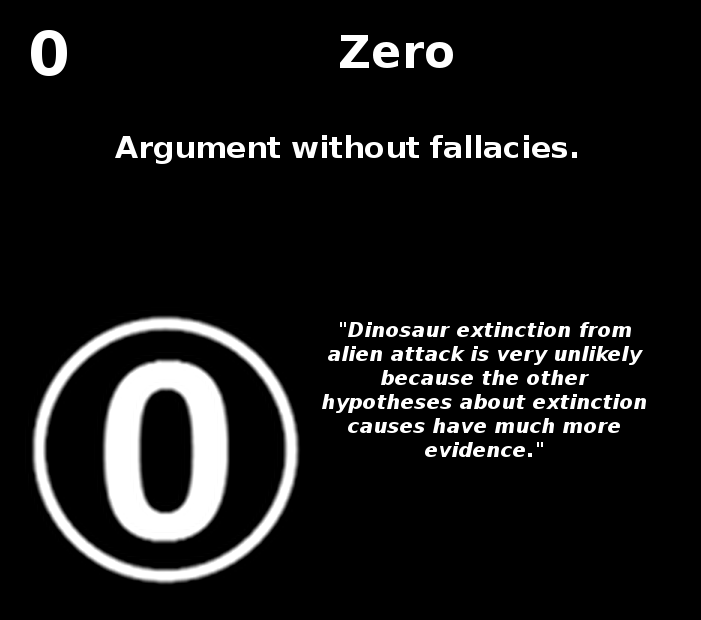 0
Zero
Argument without fallacies.
"Dinosaur extinction from
alien attack is very unlikely
because the other
hypotheses about extinction
causes have much more
evidence."
0